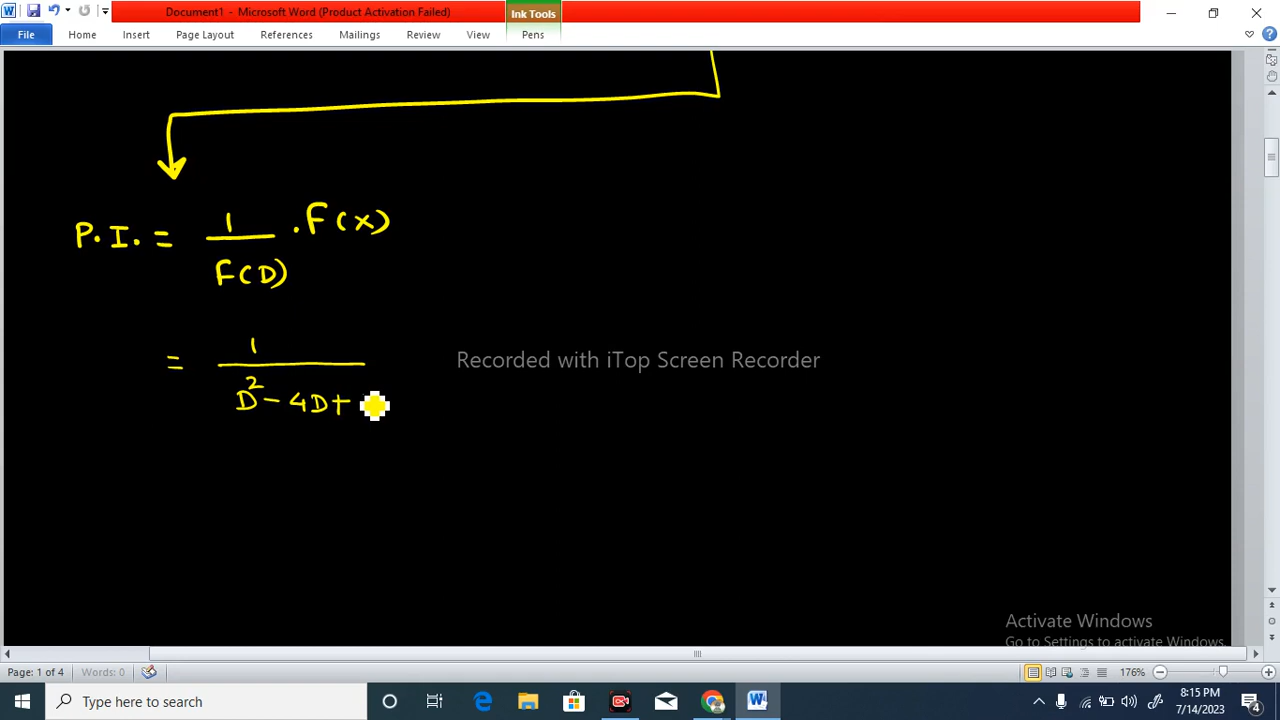 Document1 - Microsoft Word (Product Activation Failed)
Ink Tools
File Home Insert Page Layout References Mailings Review View Pens
P.I. = 1/F(D) . F(x)
= 1/D² - 4D +
Recorded with iTop Screen Recorder
Activate Windows
Go to Settings to activate Windows.
Page: 1 of 4 Words: 0 176%
Type here to search
8:15 PM
7/14/2023
4